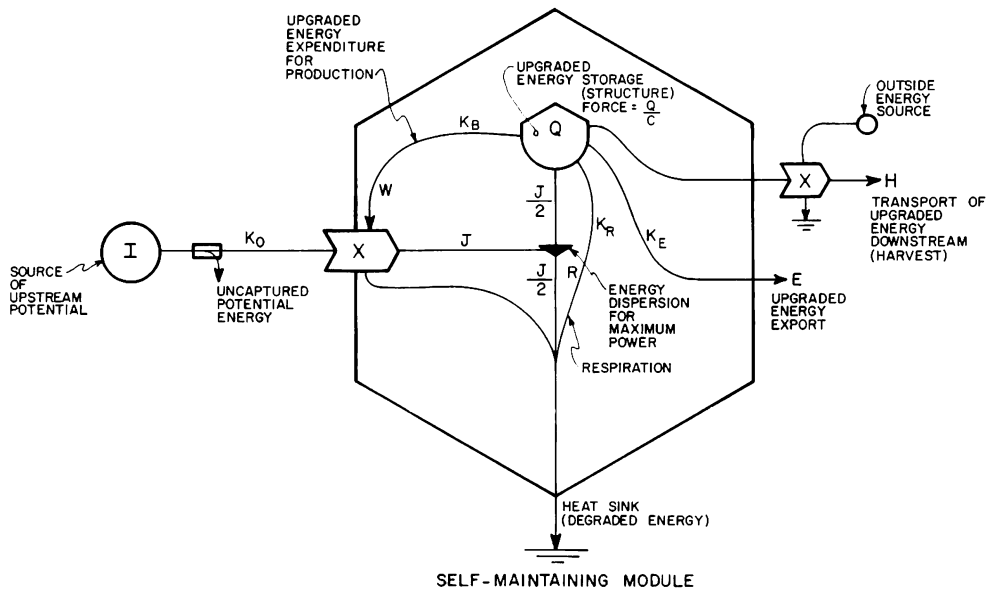 UPGRADED
ENERGY
EXPENDITURE
FOR
PRODUCTION
UPGRADED
ENERGY STORAGE
(STRUCTURE)
FORCE = Q/C
Q
K_B
W
OUTSIDE
ENERGY
SOURCE
X
H
TRANSPORT OF
UPGRADED
ENERGY
DOWNSTREAM
(HARVEST)
I
K_O
X
J
J/2
J/2
K_R
R
K_E
E
UPGRADED
ENERGY
EXPORT
SOURCE
OF
UPSTREAM
POTENTIAL
UNCAPTURED
POTENTIAL
ENERGY
ENERGY
DISPERSION
FOR
MAXIMUM
POWER
RESPIRATION
HEAT SINK
(DEGRADED ENERGY)
SELF-MAINTAINING MODULE